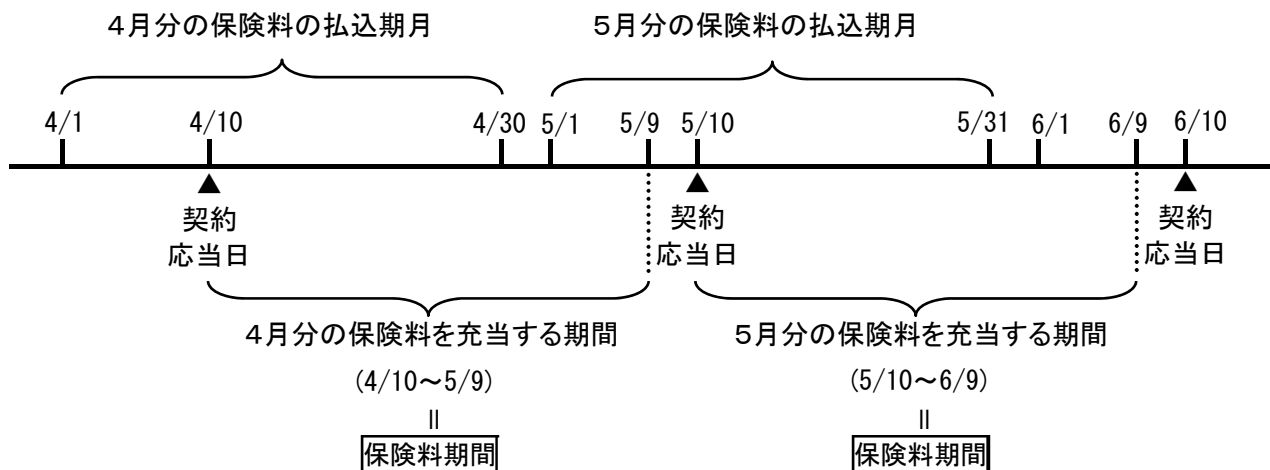 4月分の保険料の払込期月
5月分の保険料の払込期月
4/1 4/10 4/30 5/1 5/9 5/10 5/31 6/1 6/9 6/10
契約 契約 契約
応当日 応当日 応当日
4月分の保険料を充当する期間 5月分の保険料を充当する期間
(4/10～5/9) (5/10～6/9)
|| ||
保険料期間 保険料期間